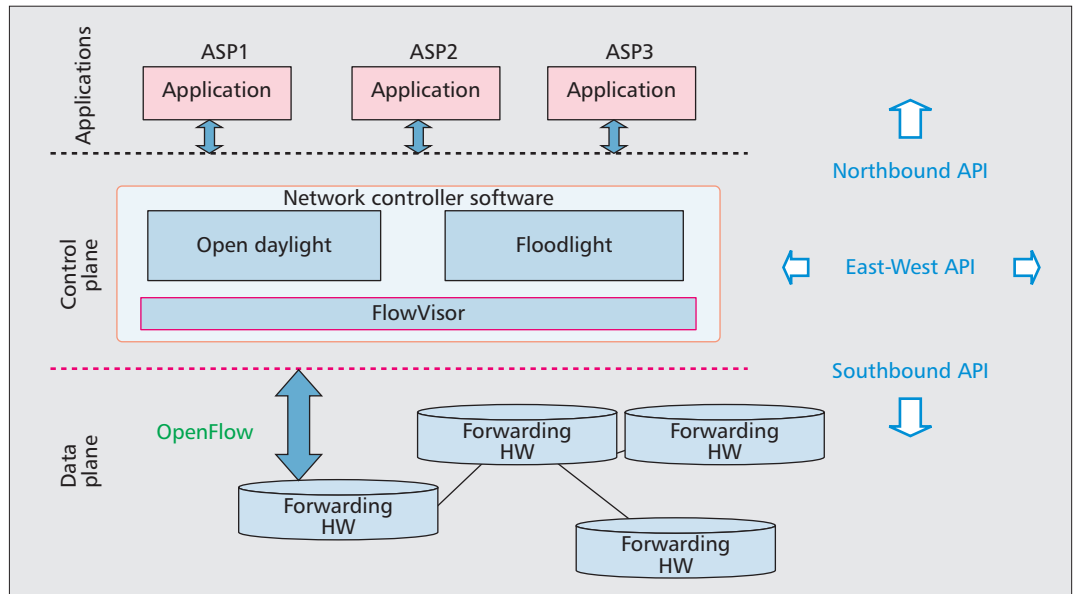 Applications
ASP1
ASP2
ASP3
Application
Application
Application
Northbound API
Control
plane
Network controller software
Open daylight
Floodlight
FlowVisor
East-West API
Southbound API
Data
plane
OpenFlow
Forwarding
HW
Forwarding
HW
Forwarding
HW
Forwarding
HW